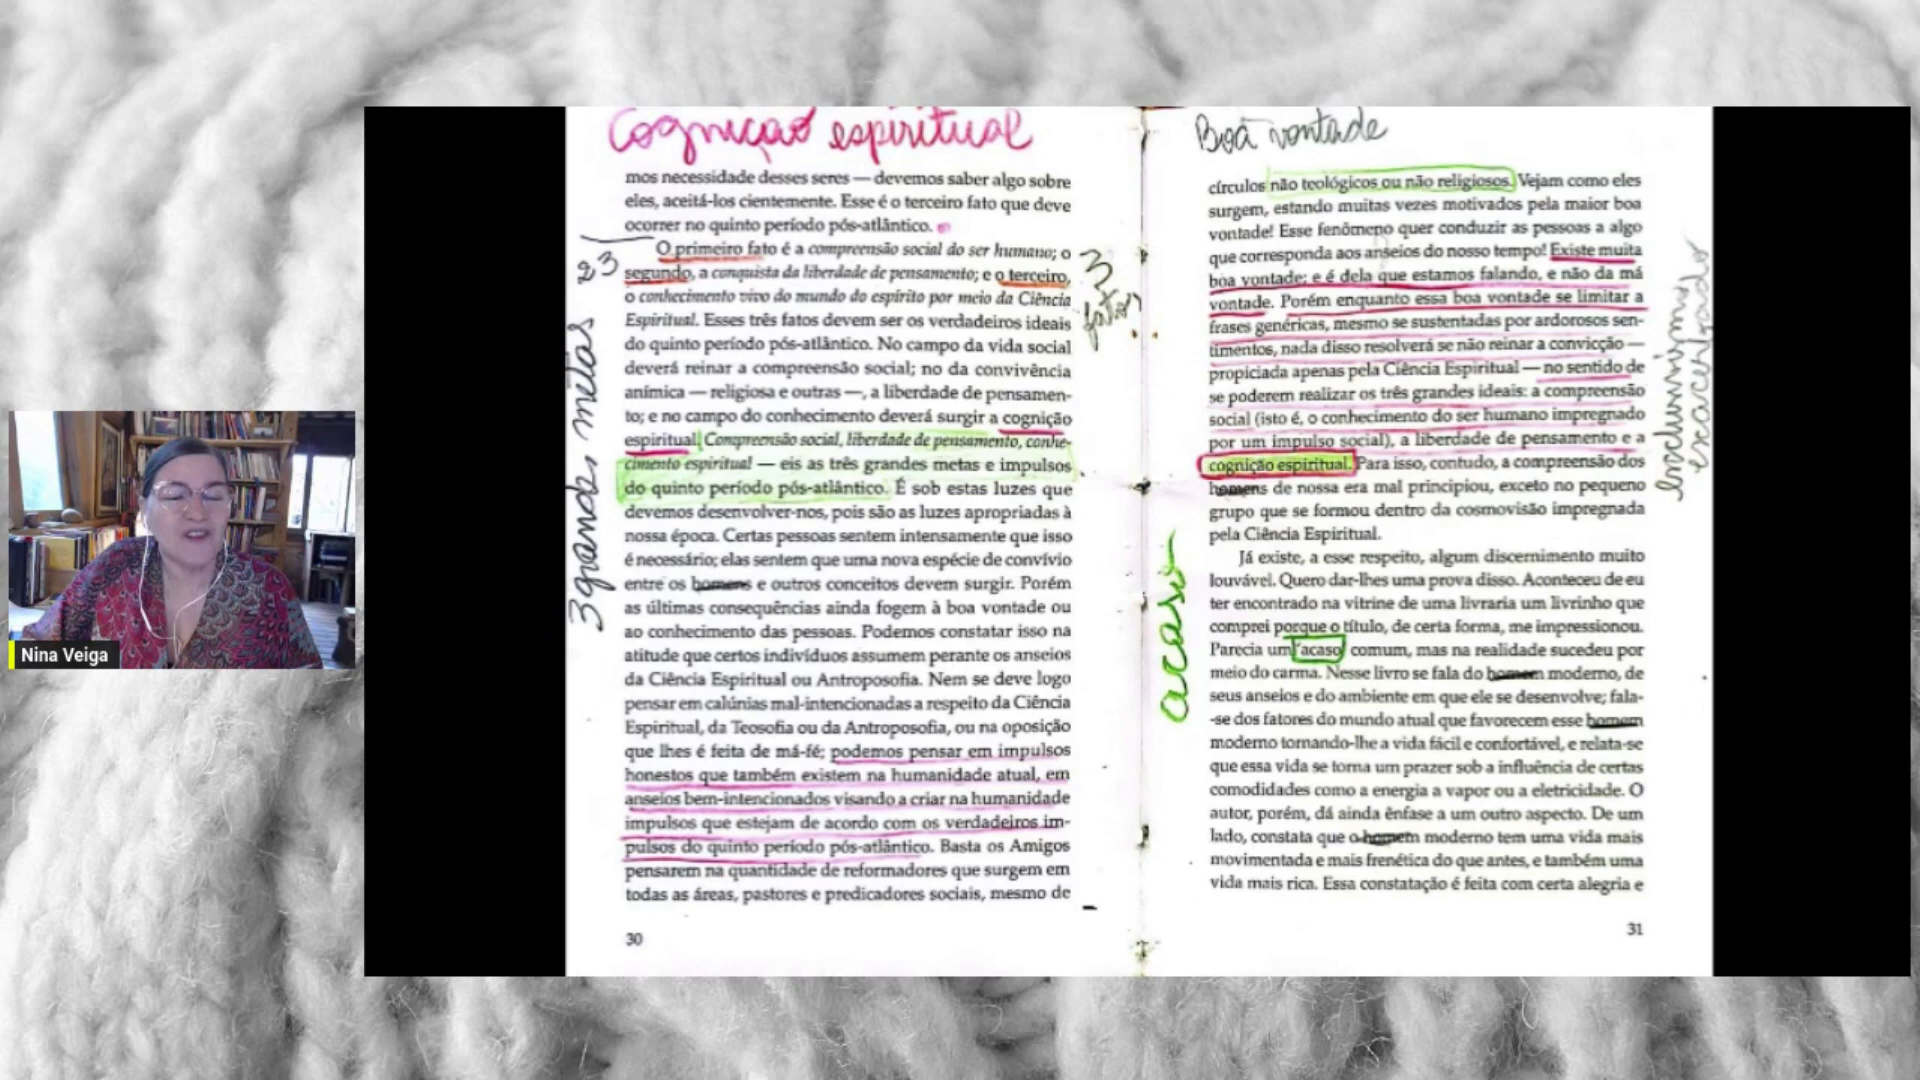 Nina Veiga
Cognição espiritual
mos necessidade desses seres — devemos saber algo sobre
eles, aceitá-los cientemente. Esse é o terceiro fato que deve
ocorrer no quinto período pós-atlântico.
O primeiro fato é a compreensão social do ser humano; o
segundo, a conquista da liberdade de pensamento; e o terceiro,
o conhecimento vivo do mundo do espírito por meio da Ciência
Espiritual. Esses três fatos devem ser os verdadeiros ideais
do quinto período pós-atlântico. No campo da vida social
deverá reinar a compreensão social; no da convivência
anímica — religiosa e outras —, a liberdade de pensamen-
to; e no campo do conhecimento deverá surgir a cognição
espiritual. Compreensão social, liberdade de pensamento, conhe-
cimento espiritual — eis as três grandes metas e impulsos
do quinto período pós-atlântico. É sob estas luzes que
devemos desenvolver-nos, pois são as luzes apropriadas à
nossa época. Certas pessoas sentem intensamente que isso
é necessário; elas sentem que uma nova espécie de convívio
entre os homens e outros conceitos devem surgir. Porém
as últimas consequências ainda fogem à boa vontade ou
ao conhecimento das pessoas. Podemos constatar isso na
atitude que certos indivíduos assumem perante os anseios
da Ciência Espiritual ou Antroposofia. Nem se deve logo
pensar em calúnias mal-intencionadas a respeito da Ciência
Espiritual, da Teosofia ou da Antroposofia, ou na oposição
que lhes é feita de má-fé; podemos pensar em impulsos
honestos que também existem na humanidade atual, em
anseios bem-intencionados visando a criar na humanidade
impulsos que estejam de acordo com os verdadeiros im-
pulsos do quinto período pós-atlântico. Basta os Amigos
pensarem na quantidade de reformadores que surgem em
todas as áreas, pastores e predicadores sociais, mesmo de
30
3 grandes metas
3
fatos
Boa vontade
círculos não teológicos ou não religiosos. Vejam como eles
surgem, estando muitas vezes motivados pela maior boa
vontade! Esse fenômeno quer conduzir as pessoas a algo
que corresponda aos anseios do nosso tempo! Existe muita
boa vontade; e é dela que estamos falando, e não da má
vontade. Porém enquanto essa boa vontade se limitar a
frases genéricas, mesmo se sustentadas por ardorosos sen-
timentos, nada disso resolverá se não reinar a convicção —
propiciada apenas pela Ciência Espiritual — no sentido de
se poderem realizar os três grandes ideais: a compreensão
social (isto é, o conhecimento do ser humano impregnado
por um impulso social), a liberdade de pensamento e a
cognição espiritual. Para isso, contudo, a compreensão dos
homens de nossa era mal principiou, exceto no pequeno
grupo que se formou dentro da cosmovisão impregnada
pela Ciência Espiritual.
Já existe, a esse respeito, algum discernimento muito
louvável. Quero dar-lhes uma prova disso. Aconteceu de eu
ter encontrado na vitrine de uma livraria um livrinho que
comprei porque o título, de certa forma, me impressionou.
Parecia um 'acaso' comum, mas na realidade sucedeu por
meio do carma. Nesse livro se fala do homem moderno, de
seus anseios e do ambiente em que ele se desenvolve; fala-
-se dos fatores do mundo atual que favorecem esse homem
moderno tornando-lhe a vida fácil e confortável, e relata-se
que essa vida se torna um prazer sob a influência de certas
comodidades como a energia a vapor ou a eletricidade. O
autor, porém, dá ainda ênfase a um outro aspecto. De um
lado, constata que o homem moderno tem uma vida mais
movimentada e mais frenética do que antes, e também uma
vida mais rica. Essa constatação é feita com certa alegria e
31
acaso
exacerbado